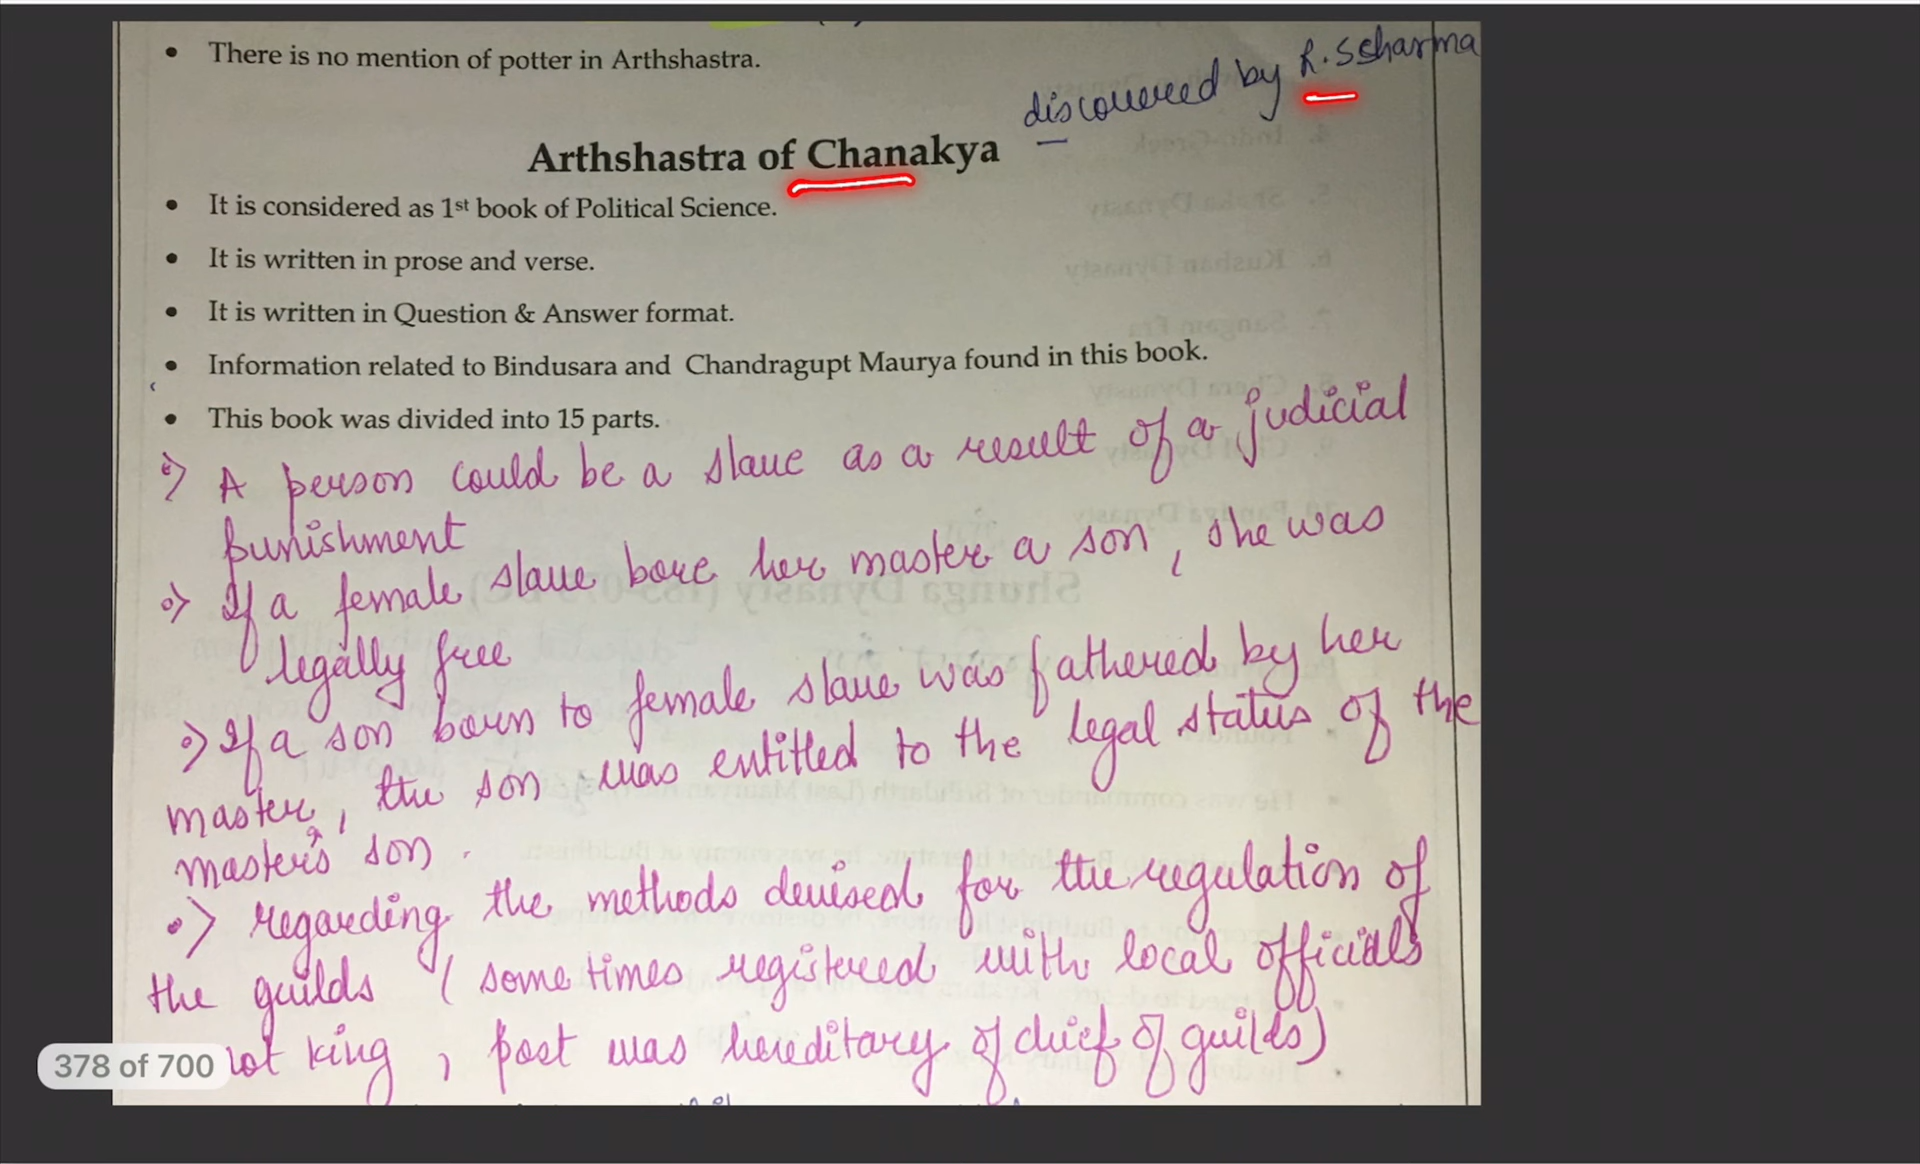 • There is no mention of potter in Arthshastra.
discovered by R.Scharma
Arthshastra of Chanakya
• It is considered as 1st book of Political Science.
• It is written in prose and verse.
• It is written in Question & Answer format.
• Information related to Bindusara and Chandragupt Maurya found in this book.
• This book was divided into 15 parts.
A person could be a slave as a result of a judicial
punishment
If a female slave bore her master a son, she was
legally free
If a son born to female slave was fathered by her
master, the son was entitled to the legal status of the
master's son.
regarding the methods devised for the regulation of
the guilds (some times registered with local officials
not king, post was hereditary of chief of guilds)
378 of 700